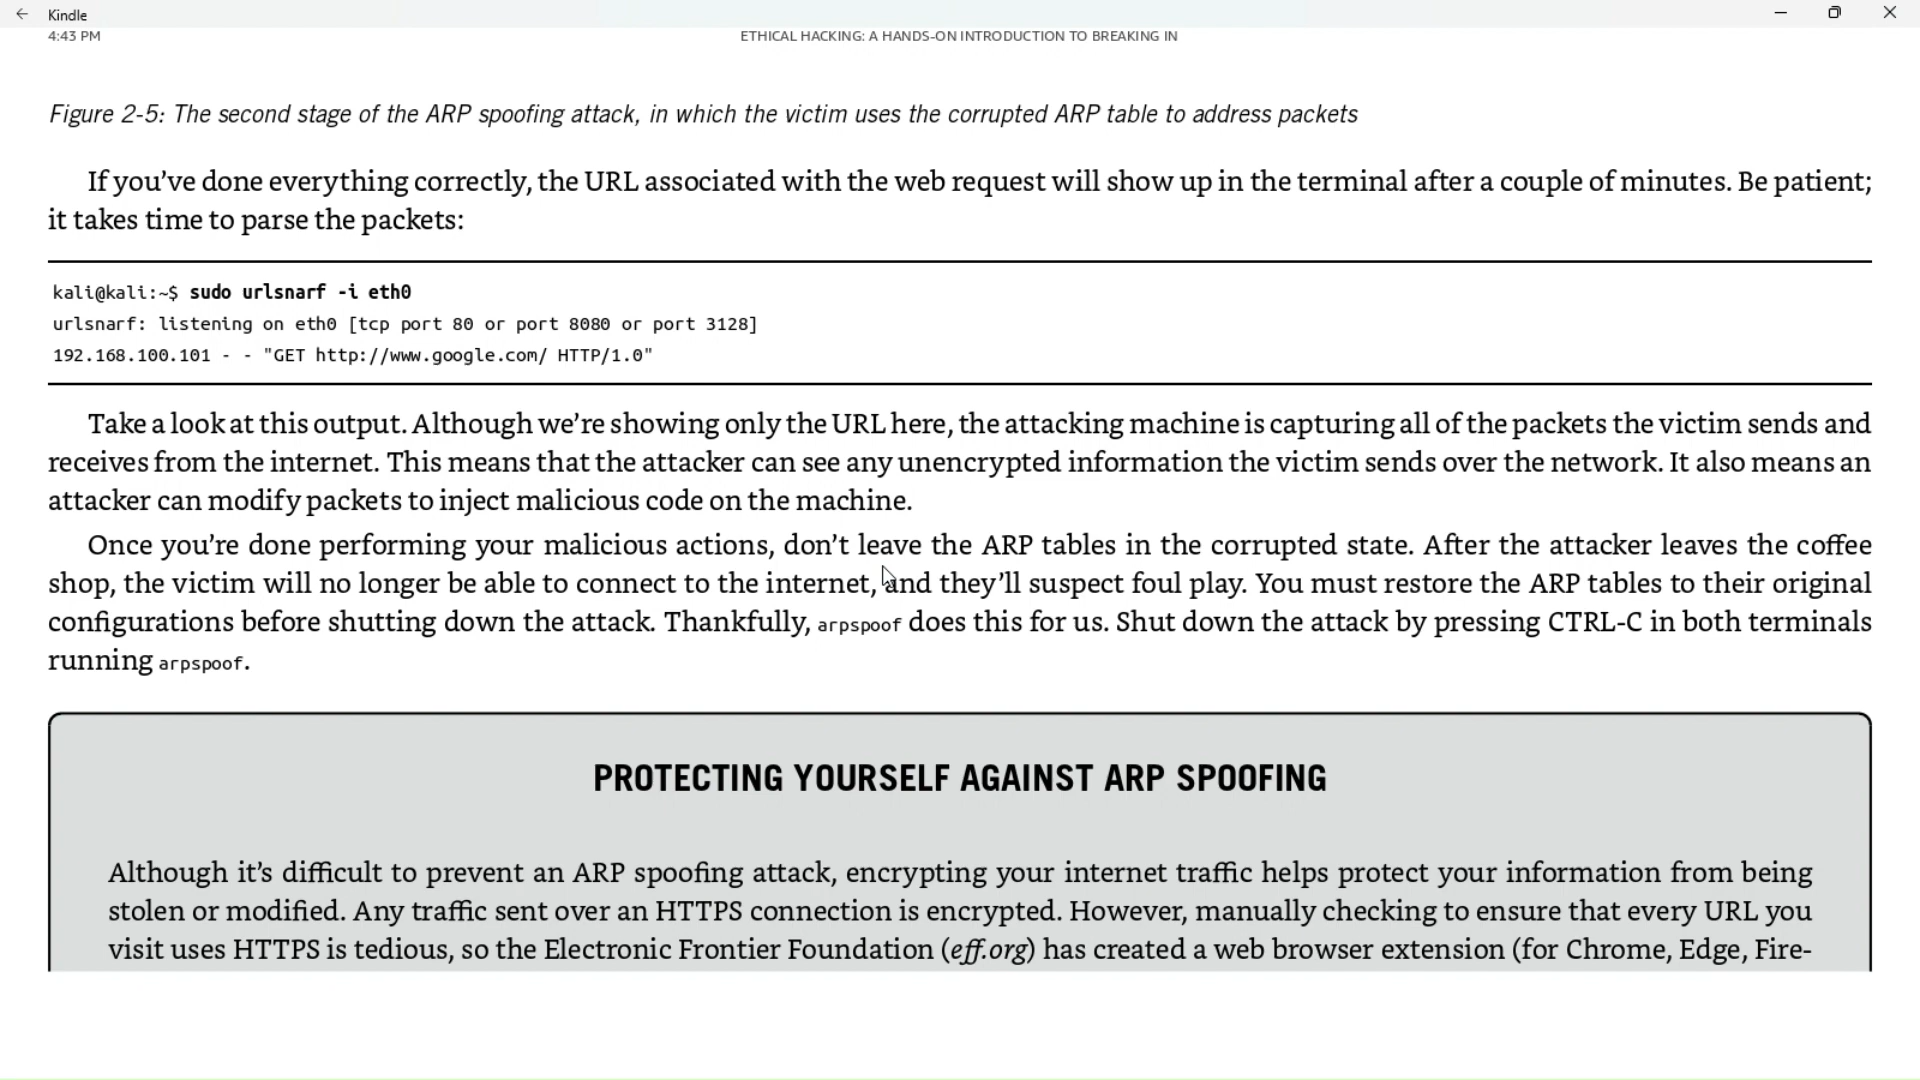 Kindle
4:43 PM
ETHICAL HACKING: A HANDS-ON INTRODUCTION TO BREAKING IN
Figure 2-5: The second stage of the ARP spoofing attack, in which the victim uses the corrupted ARP table to address packets
If you’ve done everything correctly, the URL associated with the web request will show up in the terminal after a couple of minutes. Be patient;
it takes time to parse the packets:
kali@kali:~$ sudo urlsnarf -i eth0
urlsnarf: listening on eth0 [tcp port 80 or port 8080 or port 3128]
192.168.100.101 - - "GET http://www.google.com/ HTTP/1.0"
Take a look at this output. Although we’re showing only the URL here, the attacking machine is capturing all of the packets the victim sends and
receives from the internet. This means that the attacker can see any unencrypted information the victim sends over the network. It also means an
attacker can modify packets to inject malicious code on the machine.
Once you’re done performing your malicious actions, don’t leave the ARP tables in the corrupted state. After the attacker leaves the coffee
shop, the victim will no longer be able to connect to the internet, and they’ll suspect foul play. You must restore the ARP tables to their original
configurations before shutting down the attack. Thankfully, arpspoof does this for us. Shut down the attack by pressing CTRL-C in both terminals
running arpspoof.
PROTECTING YOURSELF AGAINST ARP SPOOFING
Although it’s difficult to prevent an ARP spoofing attack, encrypting your internet traffic helps protect your information from being
stolen or modified. Any traffic sent over an HTTPS connection is encrypted. However, manually checking to ensure that every URL you
visit uses HTTPS is tedious, so the Electronic Frontier Foundation (eff.org) has created a web browser extension (for Chrome, Edge, Fire-